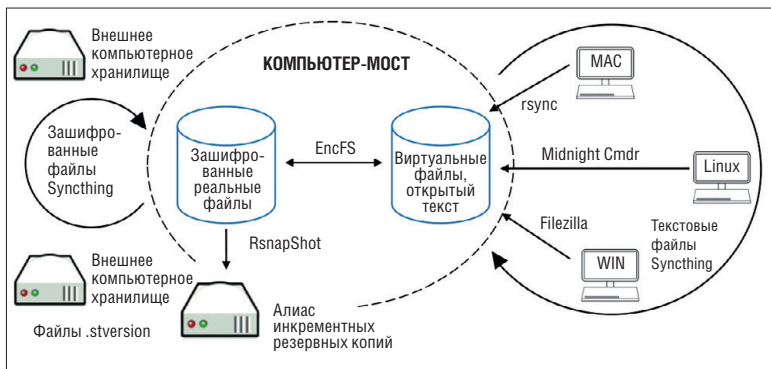 Внешнее
компьютерное
хранилище
КОМПЬЮТЕР-МОСТ
MAC
rsync
Зашифро-
ванные
файлы
Syncthing
Зашифро-
ванные
реальные
файлы
EncFS
Виртуальные
файлы,
открытый
текст
Midnight Cmdr
Linux
Filezilla
WIN
Текстовые
файлы
Syncthing
RsnapShot
Внешнее
компьютерное
хранилище
Файлы .stversion
Алиас
инкрементных
резервных копий